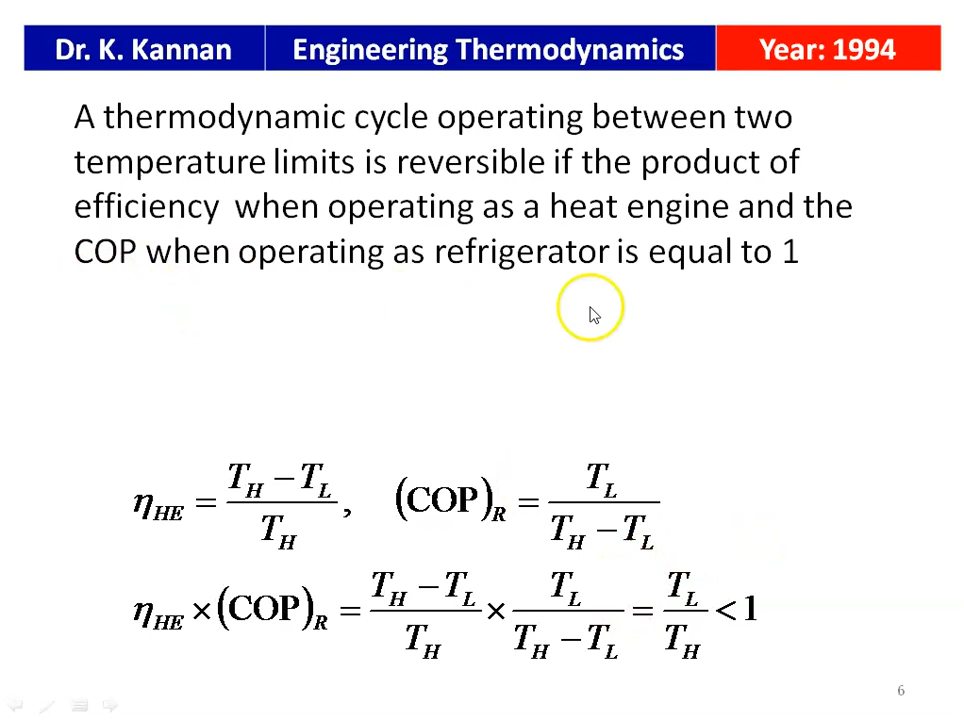 Dr. K. Kannan Engineering Thermodynamics Year: 1994
A thermodynamic cycle operating between two
temperature limits is reversible if the product of
efficiency when operating as a heat engine and the
COP when operating as refrigerator is equal to 1
η_HE = (T_H − T_L) / T_H , (COP)_R = T_L / (T_H − T_L)
η_HE × (COP)_R = (T_H − T_L) / T_H × T_L / (T_H − T_L) = T_L / T_H < 1
6